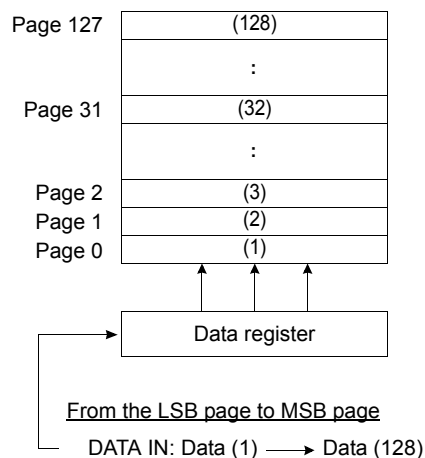 Page 127 (128)
:
Page 31 (32)
:
Page 2 (3)
Page 1 (2)
Page 0 (1)
Data register
From the LSB page to MSB page
DATA IN: Data (1) Data (128)